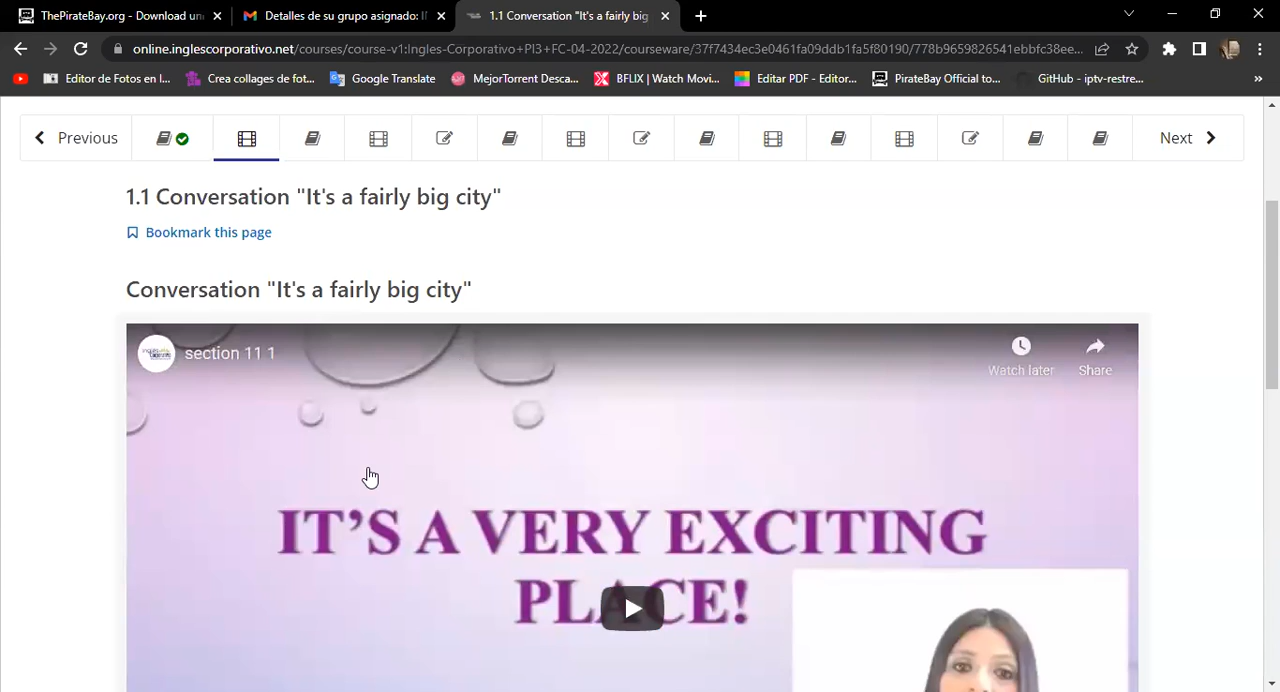 ThePirateBay.org - Download un
Detalles de su grupo asignado: I
1.1 Conversation "It's a fairly big
online.inglescorporativo.net/courses/course-v1:Ingles-Corporativo+PI3+FC-04-2022/courseware/37f7434ec3e0461fa09ddb1fa5f80190/778b9659826541ebbfc38ee...
Editor de Fotos en l...
Crea collages de fot...
Google Translate
MejorTorrent Desca...
BFLIX | Watch Movi...
Editar PDF - Editor...
PirateBay Official to...
GitHub - iptv-restre...
»
Previous
Next
1.1 Conversation "It's a fairly big city"
Bookmark this page
Conversation "It's a fairly big city"
section 11 1
Watch later
Share
IT'S A VERY EXCITING
PLACE!